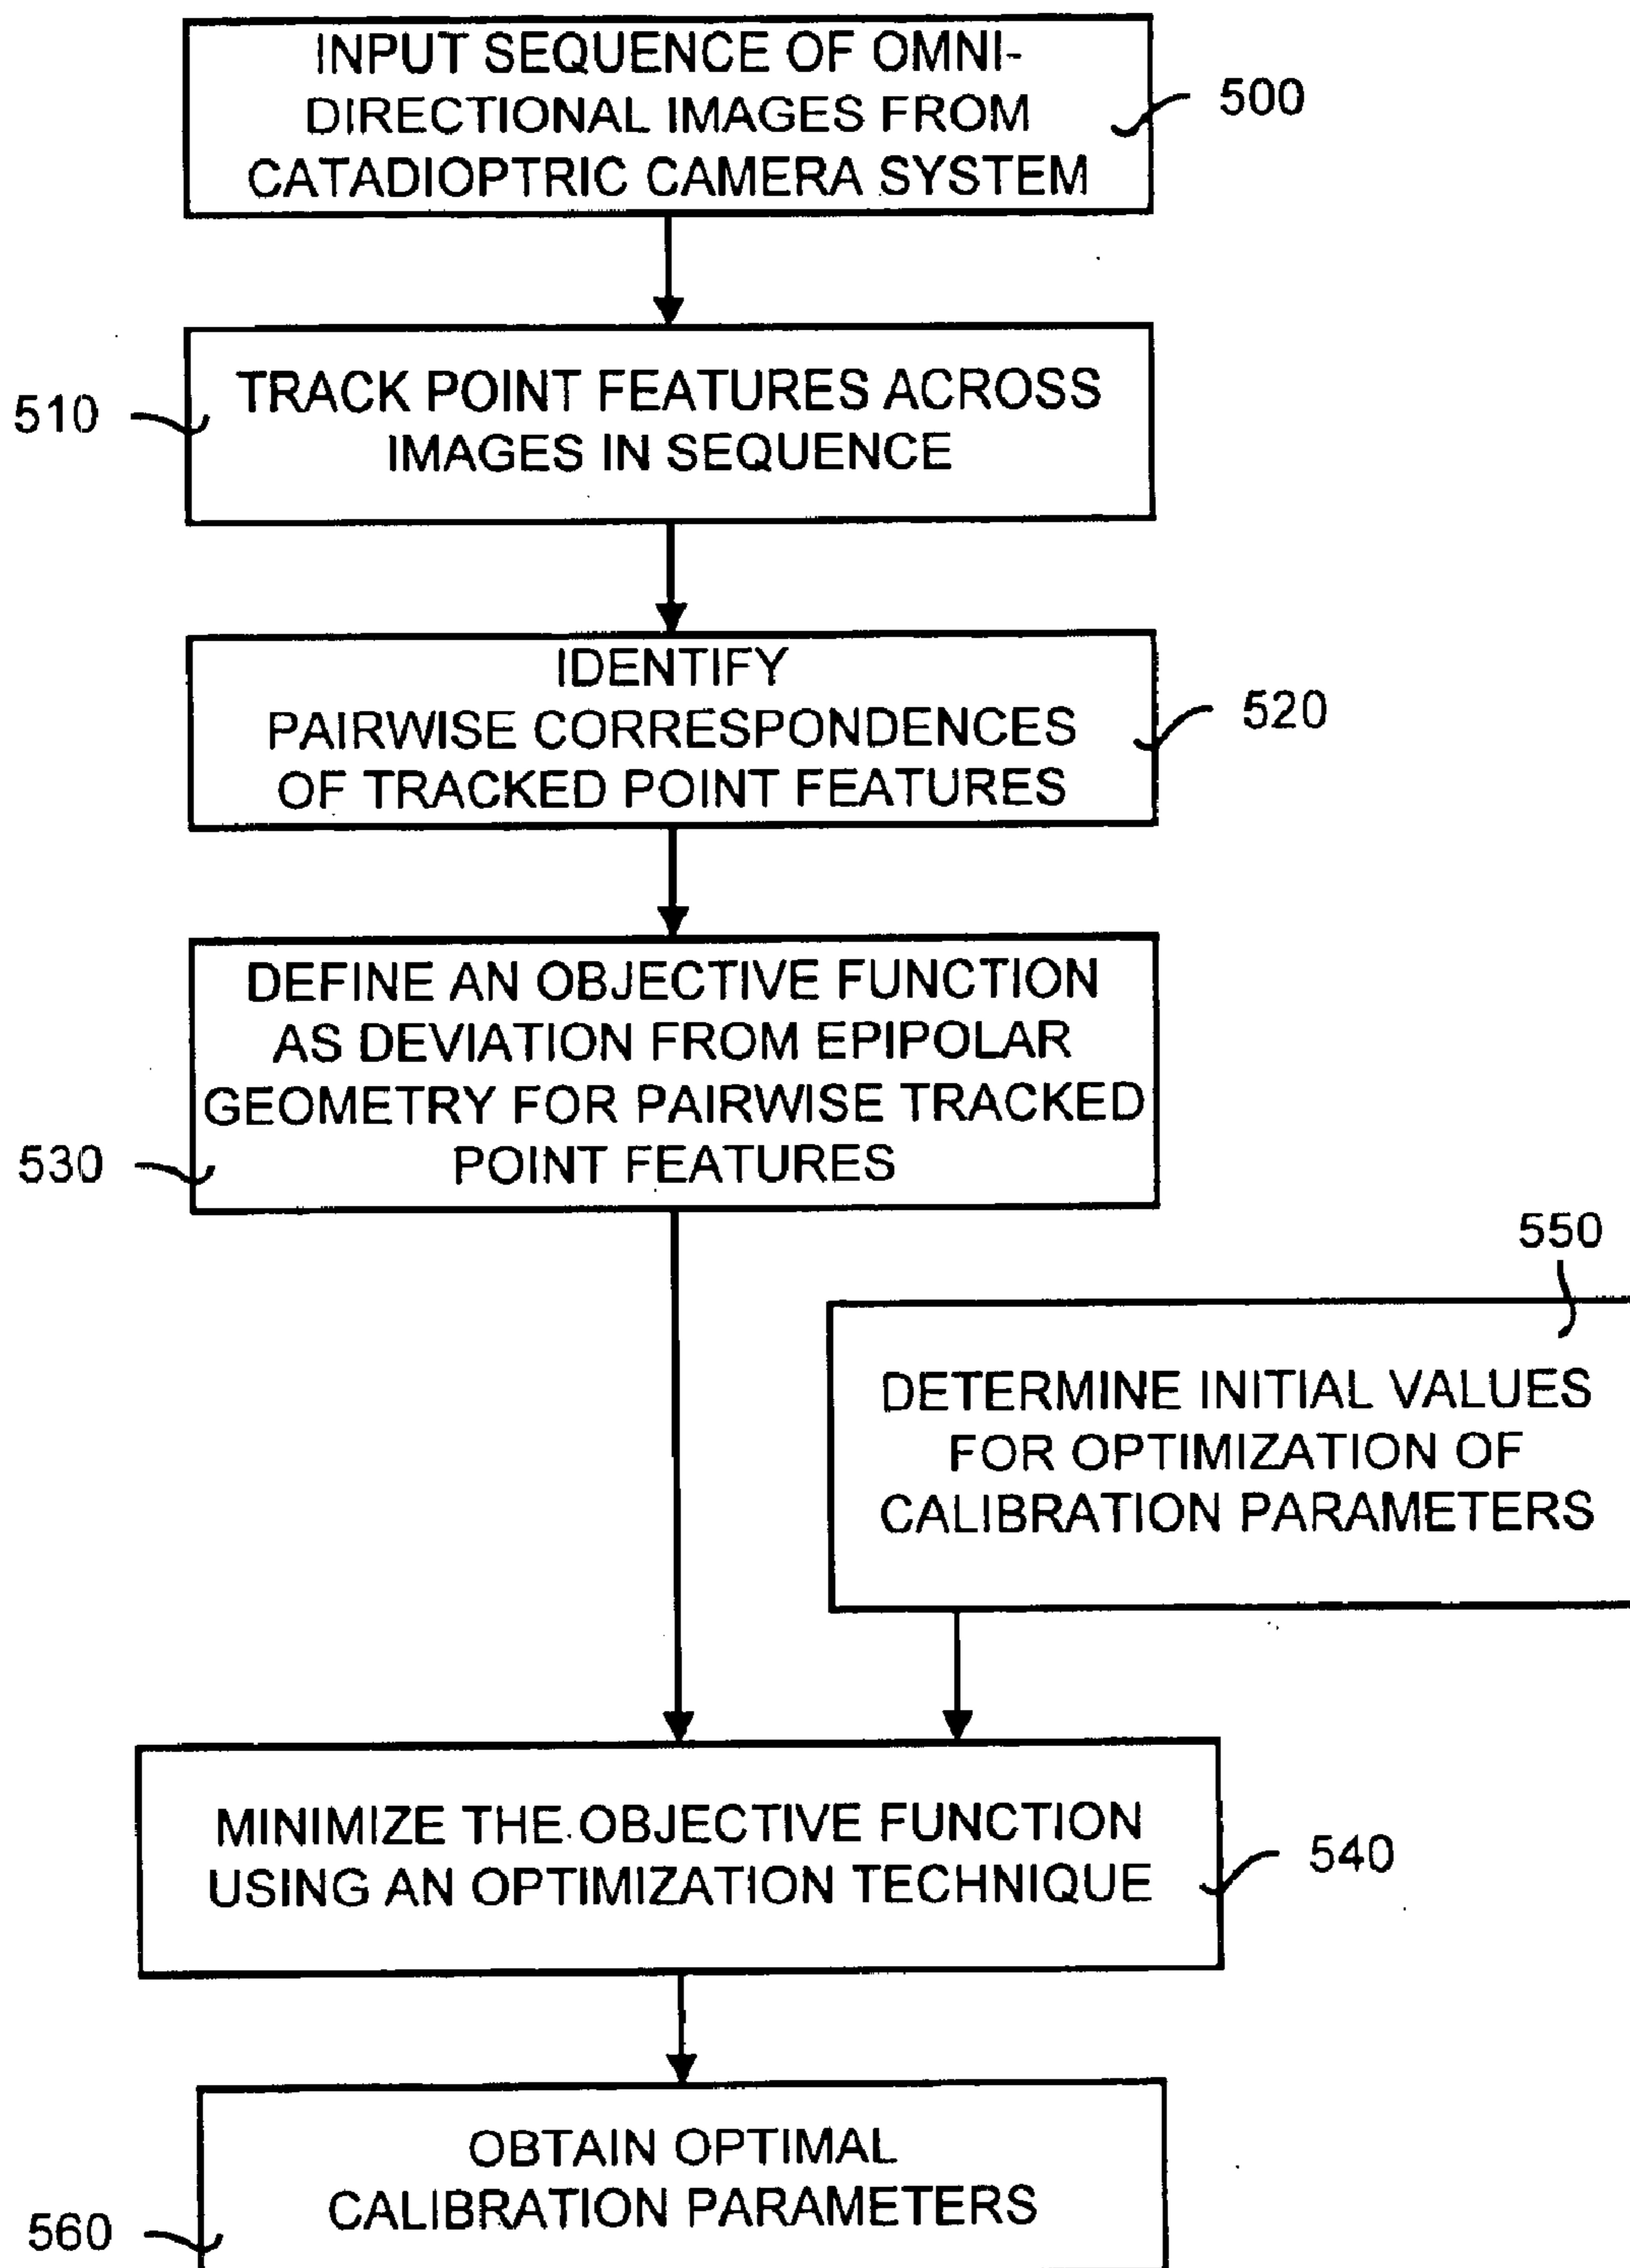 INPUT SEQUENCE OF OMNI-
DIRECTIONAL IMAGES FROM
CATADIOPTRIC CAMERA SYSTEM
500
TRACK POINT FEATURES ACROSS
IMAGES IN SEQUENCE
510
IDENTIFY
PAIRWISE CORRESPONDENCES
OF TRACKED POINT FEATURES
520
DEFINE AN OBJECTIVE FUNCTION
AS DEVIATION FROM EPIPOLAR
GEOMETRY FOR PAIRWISE TRACKED
POINT FEATURES
530
550
DETERMINE INITIAL VALUES
FOR OPTIMIZATION OF
CALIBRATION PARAMETERS
MINIMIZE THE OBJECTIVE FUNCTION
USING AN OPTIMIZATION TECHNIQUE
540
OBTAIN OPTIMAL
CALIBRATION PARAMETERS
560